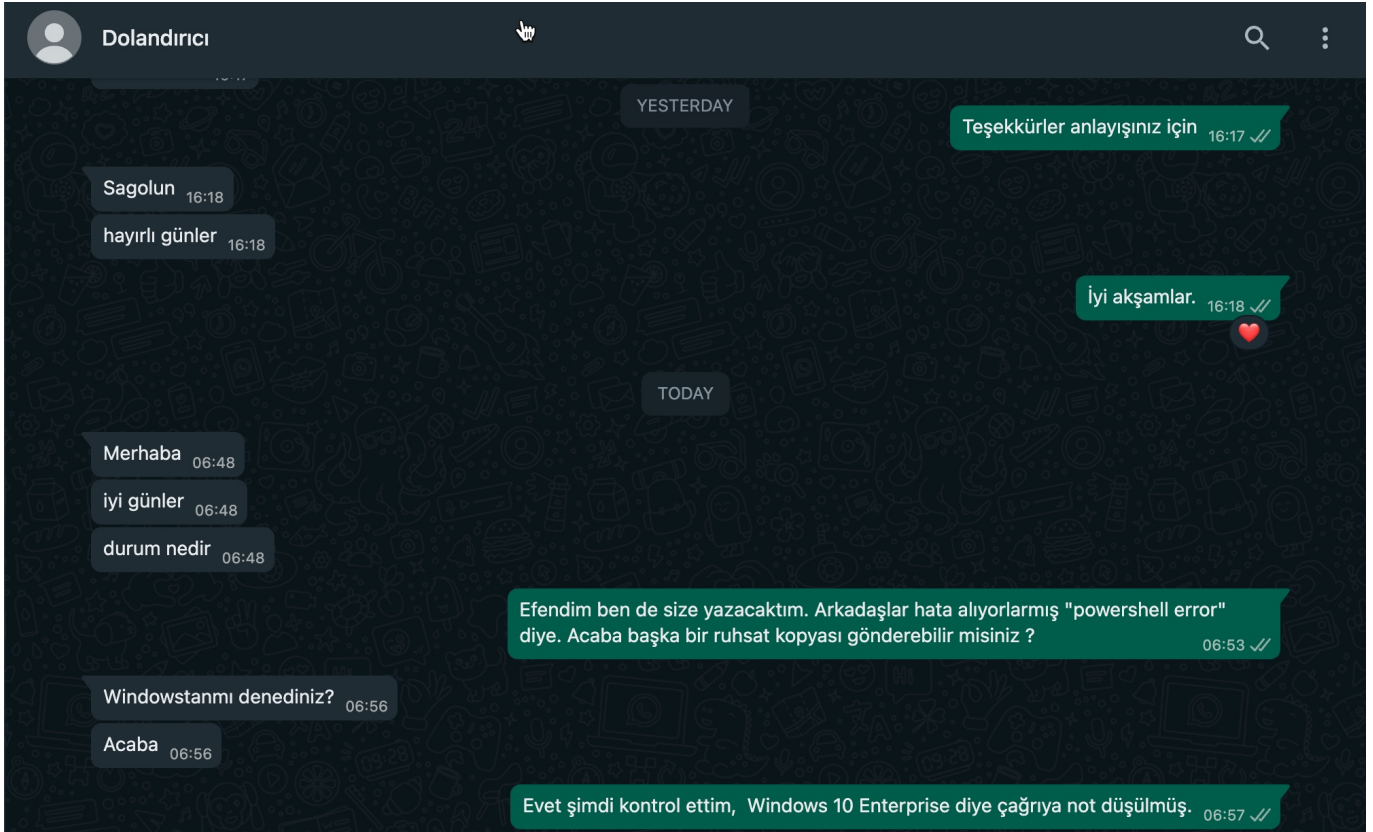 Dolandırıcı
YESTERDAY
Teşekkürler anlayışınız için 16:17
Sagolun 16:18
hayırlı günler 16:18
İyi akşamlar. 16:18
TODAY
Merhaba 06:48
iyi günler 06:48
durum nedir 06:48
Efendim ben de size yazacaktım. Arkadaşlar hata alıyorlarmış "powershell error"
diye. Acaba başka bir ruhsat kopyası gönderebilir misiniz ? 06:53
Windowstanmı denediniz? 06:56
Acaba 06:56
Evet şimdi kontrol ettim, Windows 10 Enterprise diye çağrıya not düşülmüş. 06:57